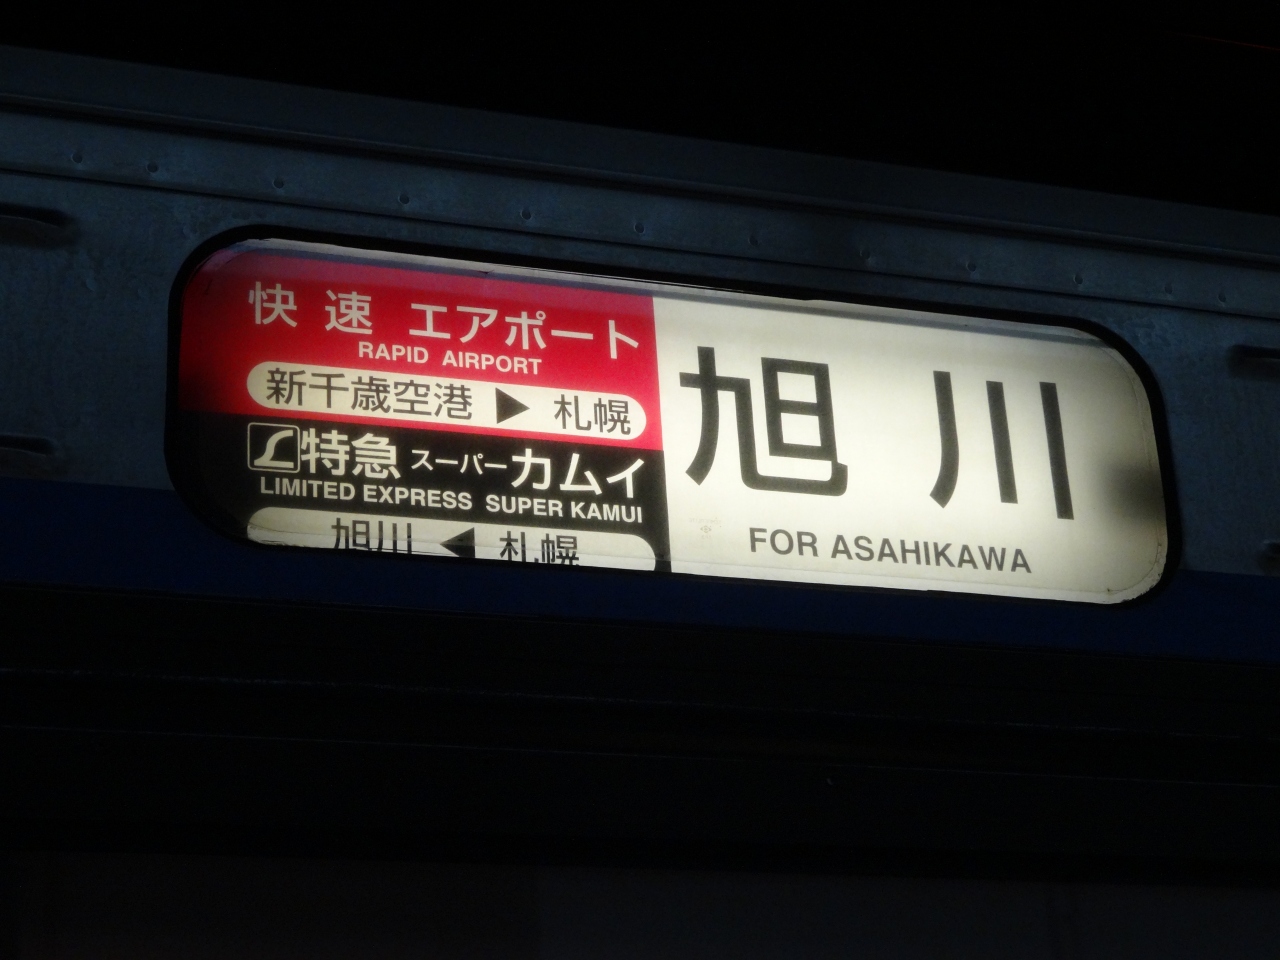 快速 エアポート
RAPID AIRPORT
新千歳空港 ▶ 札幌
特急 スーパーカムイ
LIMITED EXPRESS SUPER KAMUI
旭川 ◀ 札幌
旭川
FOR ASAHIKAWA